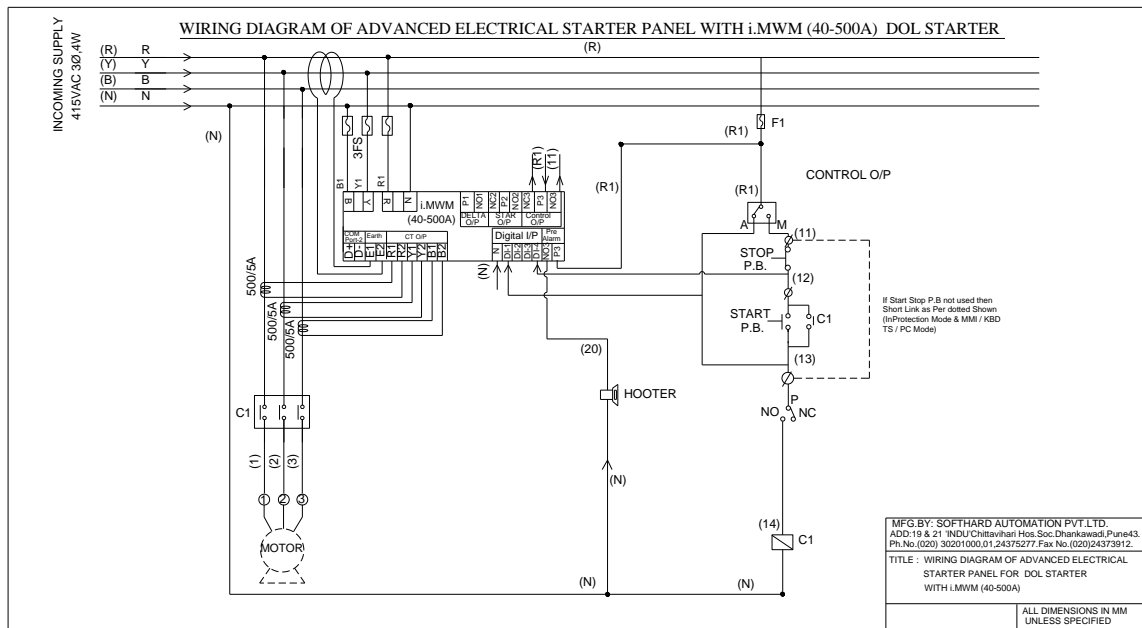 WIRING DIAGRAM OF ADVANCED ELECTRICAL STARTER PANEL WITH i.MWM (40-500A) DOL STARTER
INCOMING SUPPLY
415VAC 3Ø,4W
(R) R
(Y) Y
(B) B
(N) N
(R)
(N)
3FS
F1
(R1)
(R1)
(R1)
(11)
B1
Y1
R1
N
CONTROL O/P
(R1)
B
Y
R
N
i.MWM
(40-500A)
P1
NO1
NC2
P2
NO2
NC3
P3
NO3
DELTA
O/P
STAR
O/P
Control
O/P
COM
Port-2
Earth
CT O/P
Digital I/P
Pre
Alarm
D+
D-
E1
E2
R1
R2
Y1
Y2
B1
B2
N
DI-1
DI-2
DI-3
DI-4
NO3
P3
(N)
A
M
(11)
STOP
P.B.
(12)
START
P.B.
C1
(13)
If Start Stop P.B not used then
Short Link as Per dotted Shown
(InProtection Mode & MMI / KBD
TS / PC Mode)
500/5A
500/5A
500/5A
(20)
HOOTER
P
NO
NC
C1
(1)
(2)
(3)
(N)
1
2
3
MOTOR
(14)
C1
(N)
(N)
MFG.BY: SOFTHARD AUTOMATION PVT.LTD.
ADD:19 & 21 'INDU'Chittavihari Hos.Soc.Dhankawadi,Pune43.
Ph.No.(020) 30201000,01,24375277.Fax No.(020)24373912.
TITLE : WIRING DIAGRAM OF ADVANCED ELECTRICAL
STARTER PANEL FOR DOL STARTER
WITH i.MWM (40-500A)
ALL DIMENSIONS IN MM
UNLESS SPECIFIED